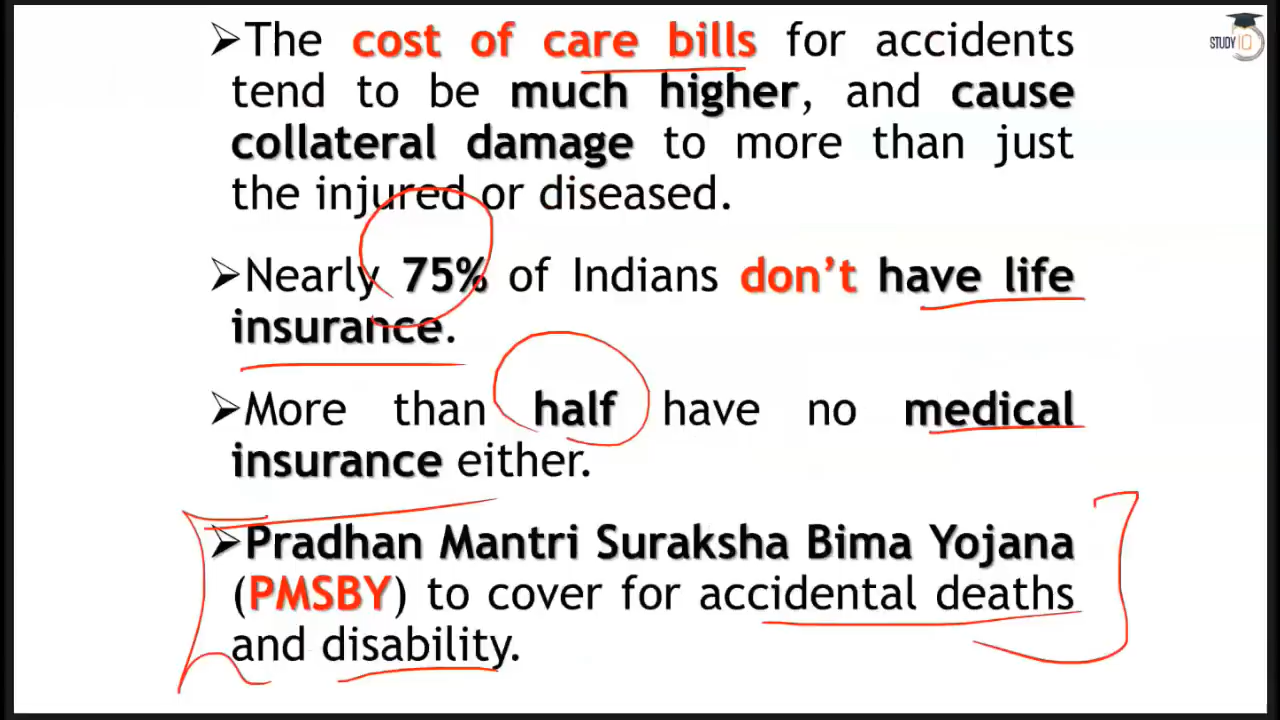 ➢The cost of care bills for accidents
tend to be much higher, and cause
collateral damage to more than just
the injured or diseased.
➢Nearly 75% of Indians don’t have life
insurance.
➢More than half have no medical
insurance either.
➢Pradhan Mantri Suraksha Bima Yojana
(PMSBY) to cover for accidental deaths
and disability.
STUDY IQ